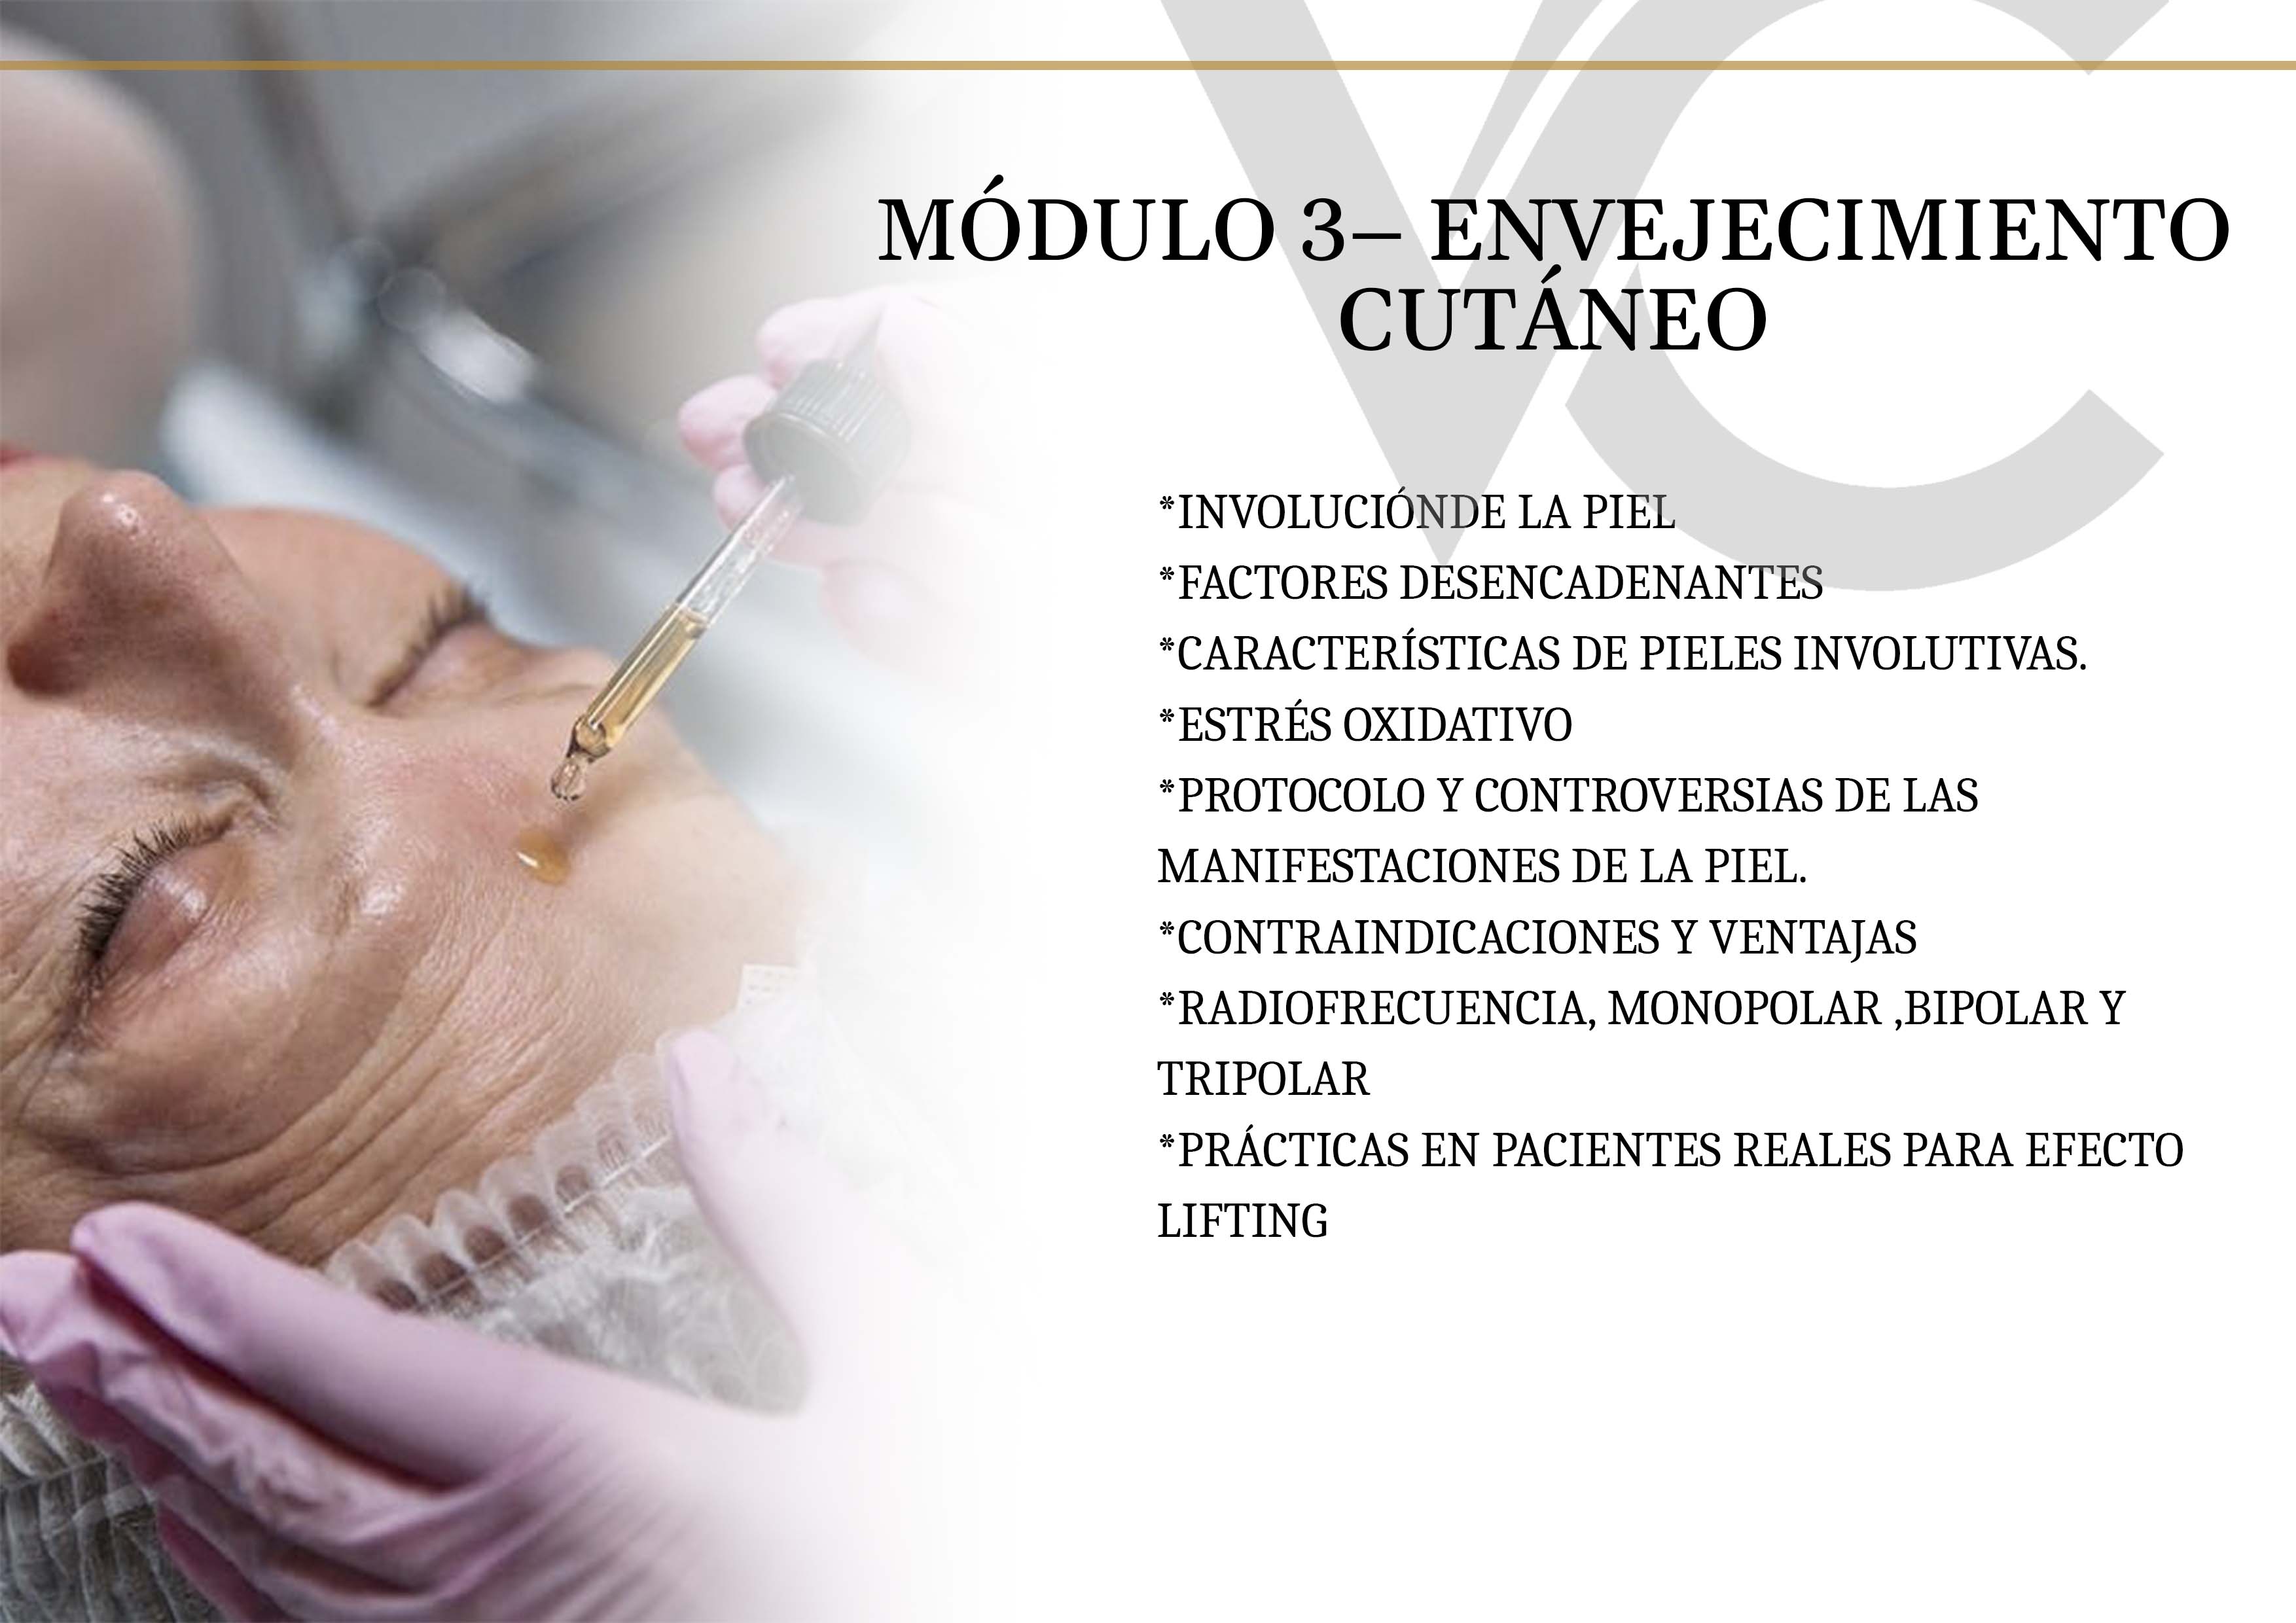 VC
MÓDULO 3– ENVEJECIMIENTO
CUTÁNEO
*INVOLUCIÓNDE LA PIEL
*FACTORES DESENCADENANTES
*CARACTERÍSTICAS DE PIELES INVOLUTIVAS.
*ESTRÉS OXIDATIVO
*PROTOCOLO Y CONTROVERSIAS DE LAS
MANIFESTACIONES DE LA PIEL.
*CONTRAINDICACIONES Y VENTAJAS
*RADIOFRECUENCIA, MONOPOLAR ,BIPOLAR Y
TRIPOLAR
*PRÁCTICAS EN PACIENTES REALES PARA EFECTO
LIFTING